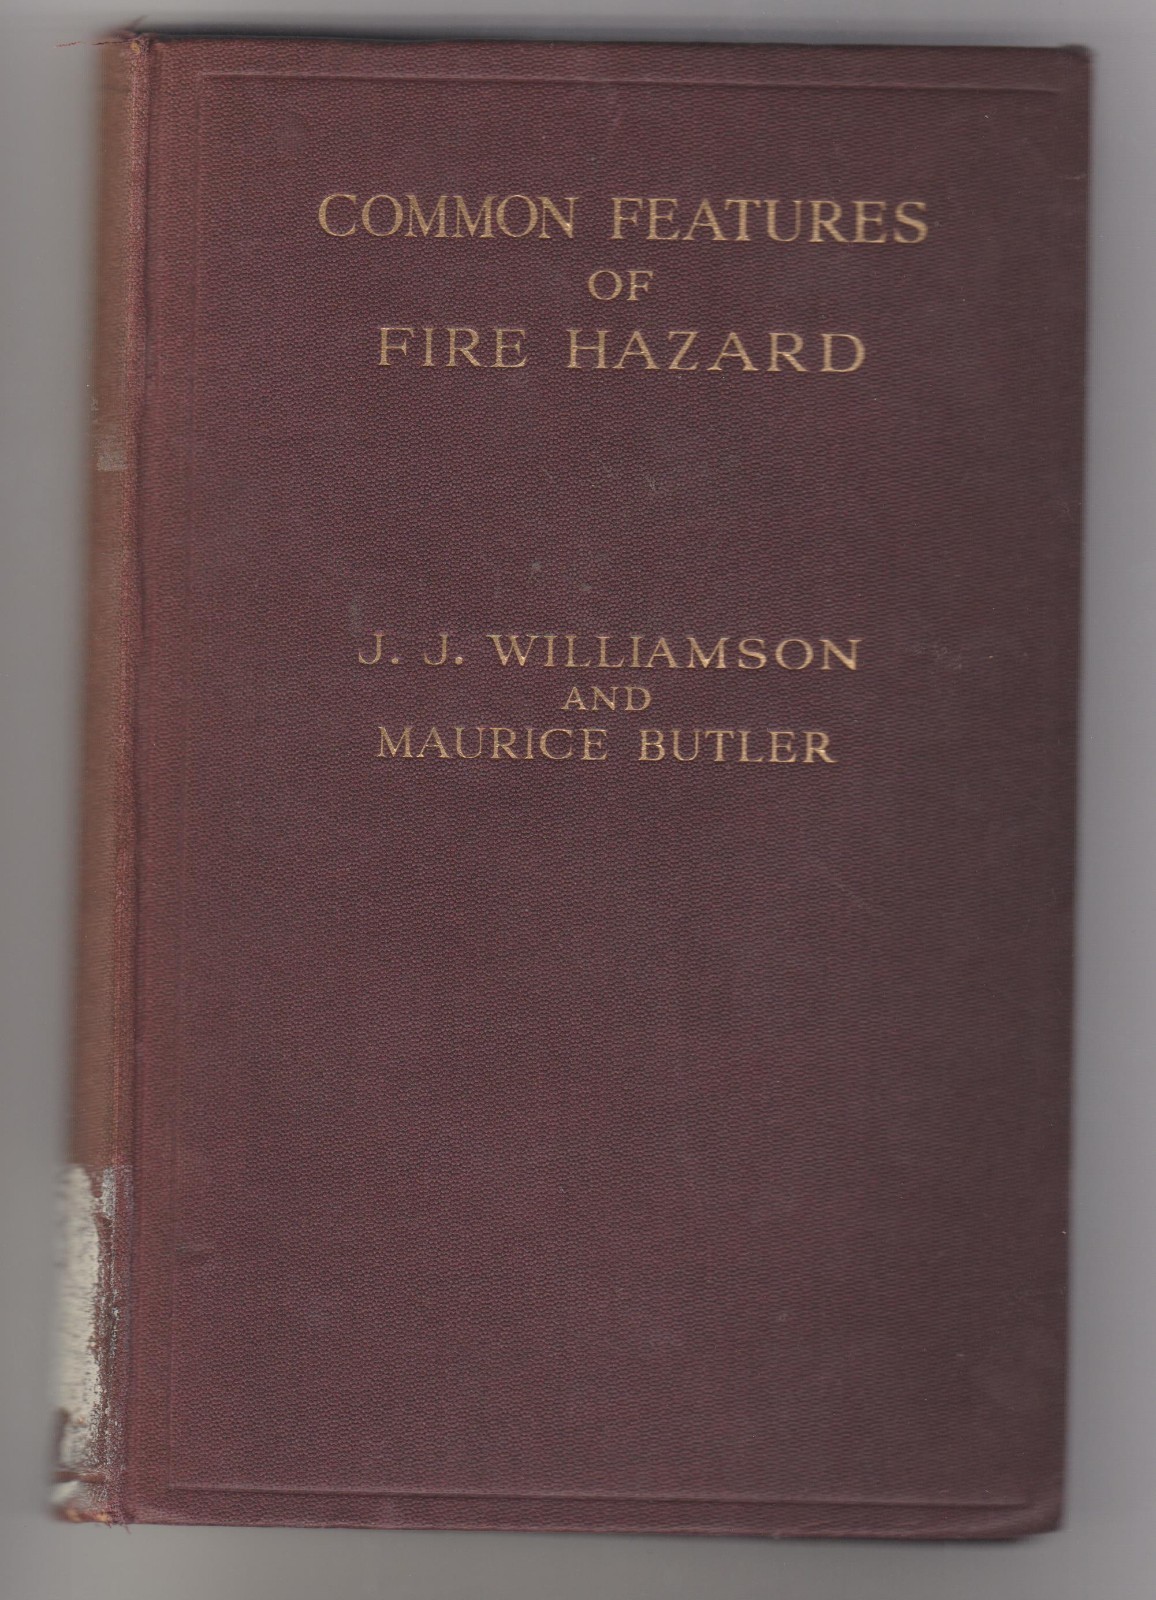 COMMON FEATURES
OF
FIRE HAZARD
J. J. WILLIAMSON
AND
MAURICE BUTLER